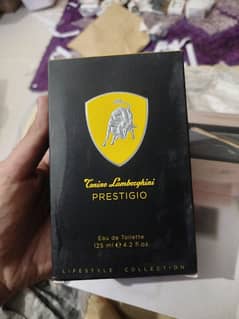 Tonino Lamborghini
PRESTIGIO
Eau de Toilette
125 ml e 4.2 fl.oz.
LIFESTYLE COLLECTION